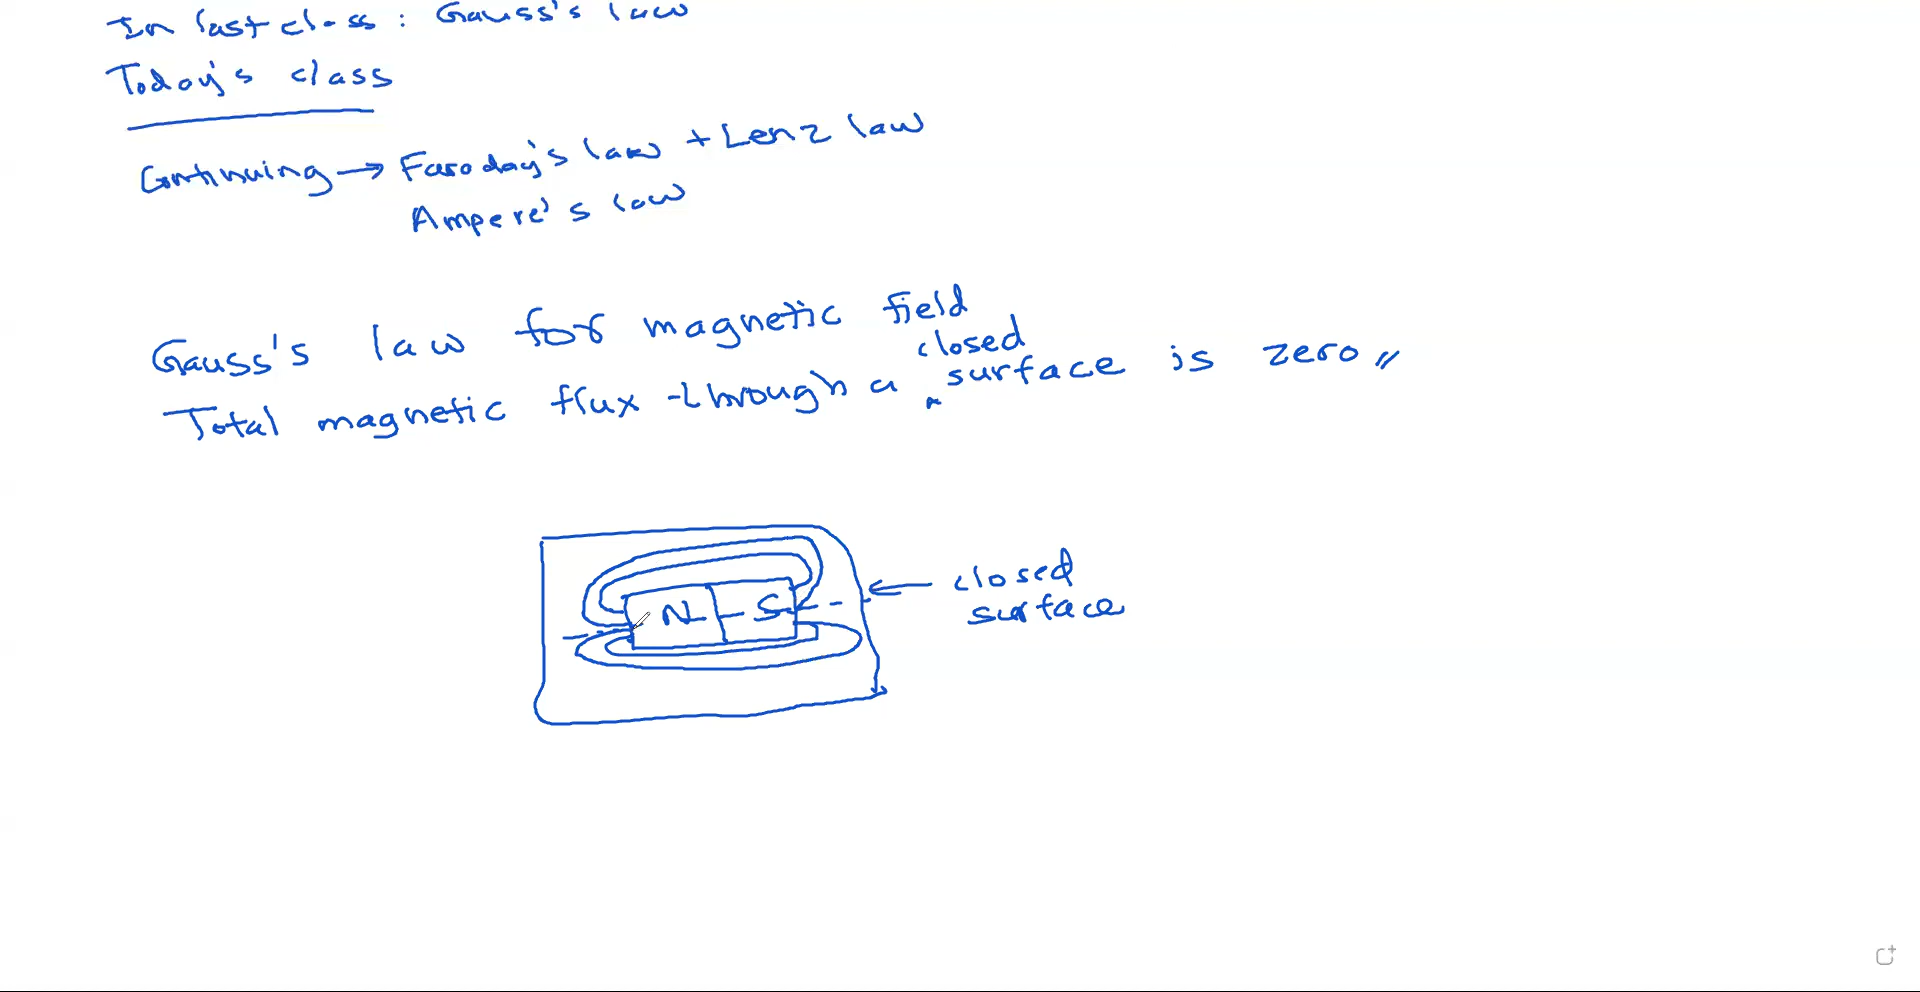 In last class : Gauss's law
Today's class
Continuing → Faraday's law + Lenz law
Ampere's law
Gauss's law for magnetic field
closed
Total magnetic flux through a ^ surface is zero,,
N S
closed
surface